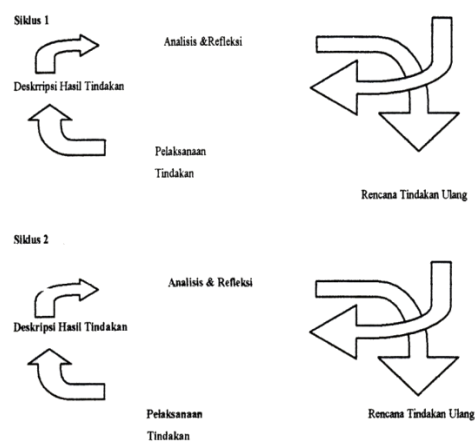 Siklus 1
Analisis &Refleksi
Deskrripsi Hasil Tindakan
Pelaksanaan
Tindakan
Rencana Tindakan Ulang
Siklus 2
Analisis & Refleksi
Deskripsi Hasil Tindakan
Pelaksanaan
Tindakan
Rencana Tindakan Ulang